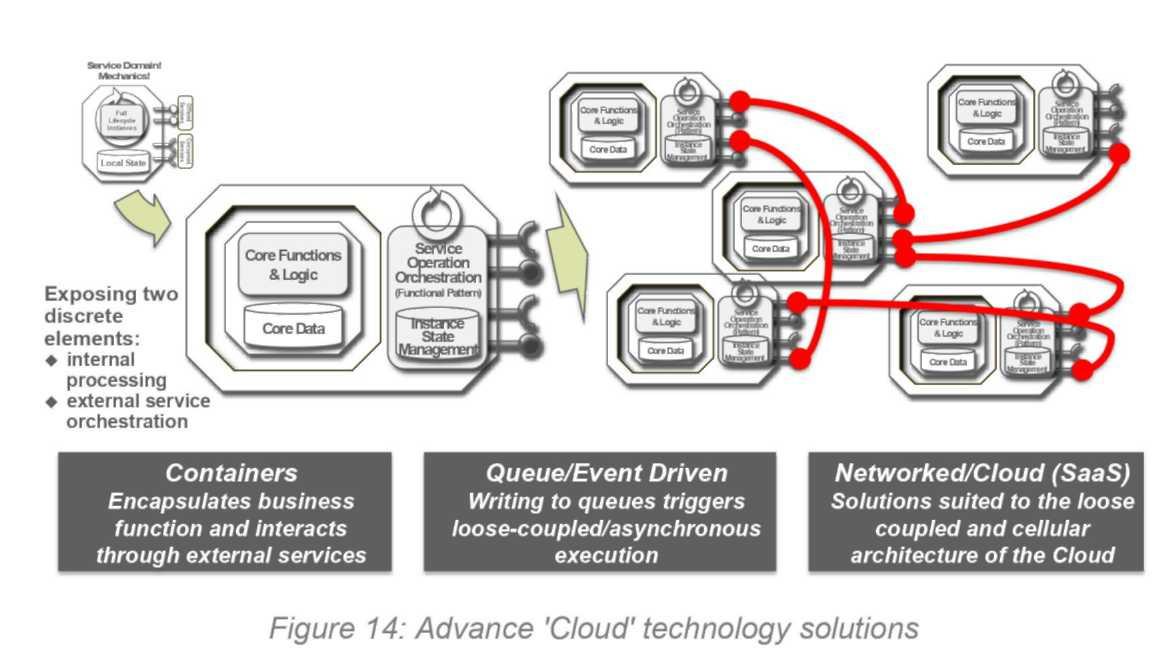 Service Domain!
Mechanics!
Full
Lifecycle
Instances
Local State
Exposing two
discrete
elements:
◆ internal
processing
◆ external service
orchestration
Core Functions
& Logic
Core Data
Service
Operation
Orchestration
(Functional Pattern)
Instance
State
Management
Core Functions
& Logic
Core Data
Service
Operation
Orchestration
(Pattern)
Instance
State
Management
Core Functions
& Logic
Core Data
Service
Operation
Orchestration
(Pattern)
Instance
State
Management
Core Functions
& Logic
Core Data
Service
Operation
Orchestration
(Pattern)
Instance
State
Management
Core Functions
& Logic
Core Data
Service
Operation
Orchestration
(Pattern)
Instance
State
Management
Core Functions
& Logic
Core Data
Service
Operation
Orchestration
(Pattern)
Instance
State
Management
Containers
Encapsulates business
function and interacts
through external services
Queue/Event Driven
Writing to queues triggers
loose-coupled/asynchronous
execution
Networked/Cloud (SaaS)
Solutions suited to the loose
coupled and cellular
architecture of the Cloud
Figure 14: Advance 'Cloud' technology solutions